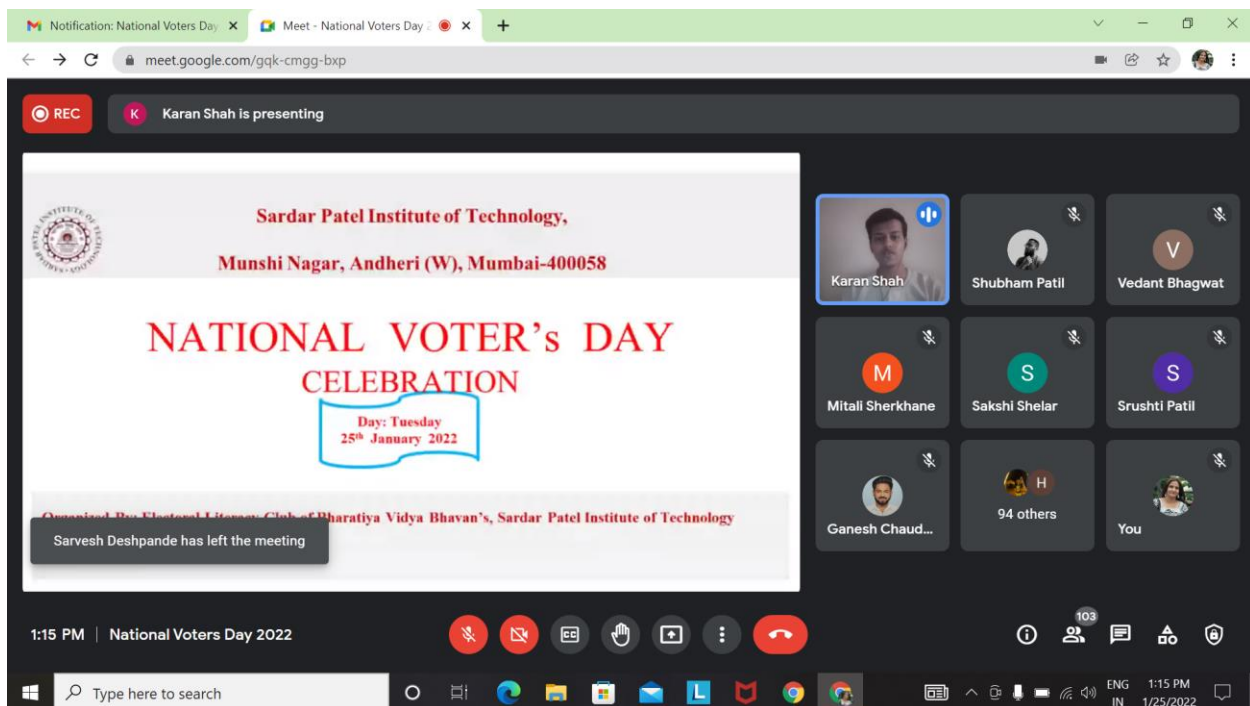 Notification: National Voters Day
Meet - National Voters Day 2
meet.google.com/gqk-cmgg-bxp
REC
K
Karan Shah is presenting
Sardar Patel Institute of Technology,
Munshi Nagar, Andheri (W), Mumbai-400058
NATIONAL VOTER's DAY
CELEBRATION
Day: Tuesday
25th January 2022
Organized By: Electoral Literacy Club of Bharatiya Vidya Bhavan's, Sardar Patel Institute of Technology
Sarvesh Deshpande has left the meeting
Karan Shah
Shubham Patil
V
Vedant Bhagwat
M
Mitali Sherkhane
S
Sakshi Shelar
S
Srushti Patil
Ganesh Chaud...
H
94 others
You
1:15 PM | National Voters Day 2022
CC
103
Type here to search
L
ENG
IN
1:15 PM
1/25/2022